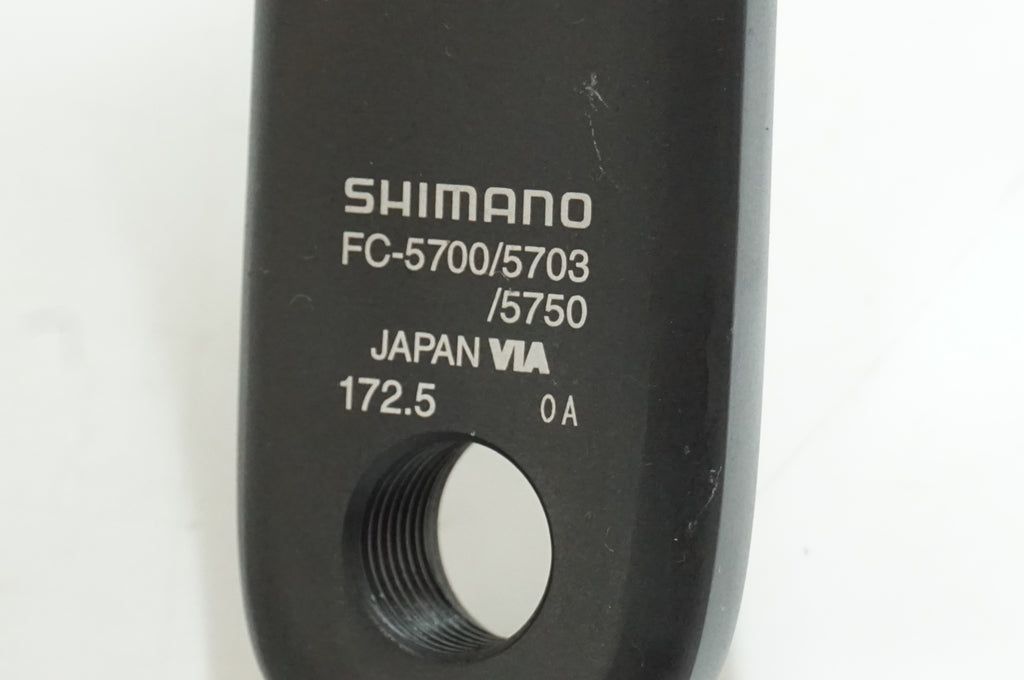 SHIMANO
FC-5700/5703
/5750
JAPAN VIA
172.5 0A